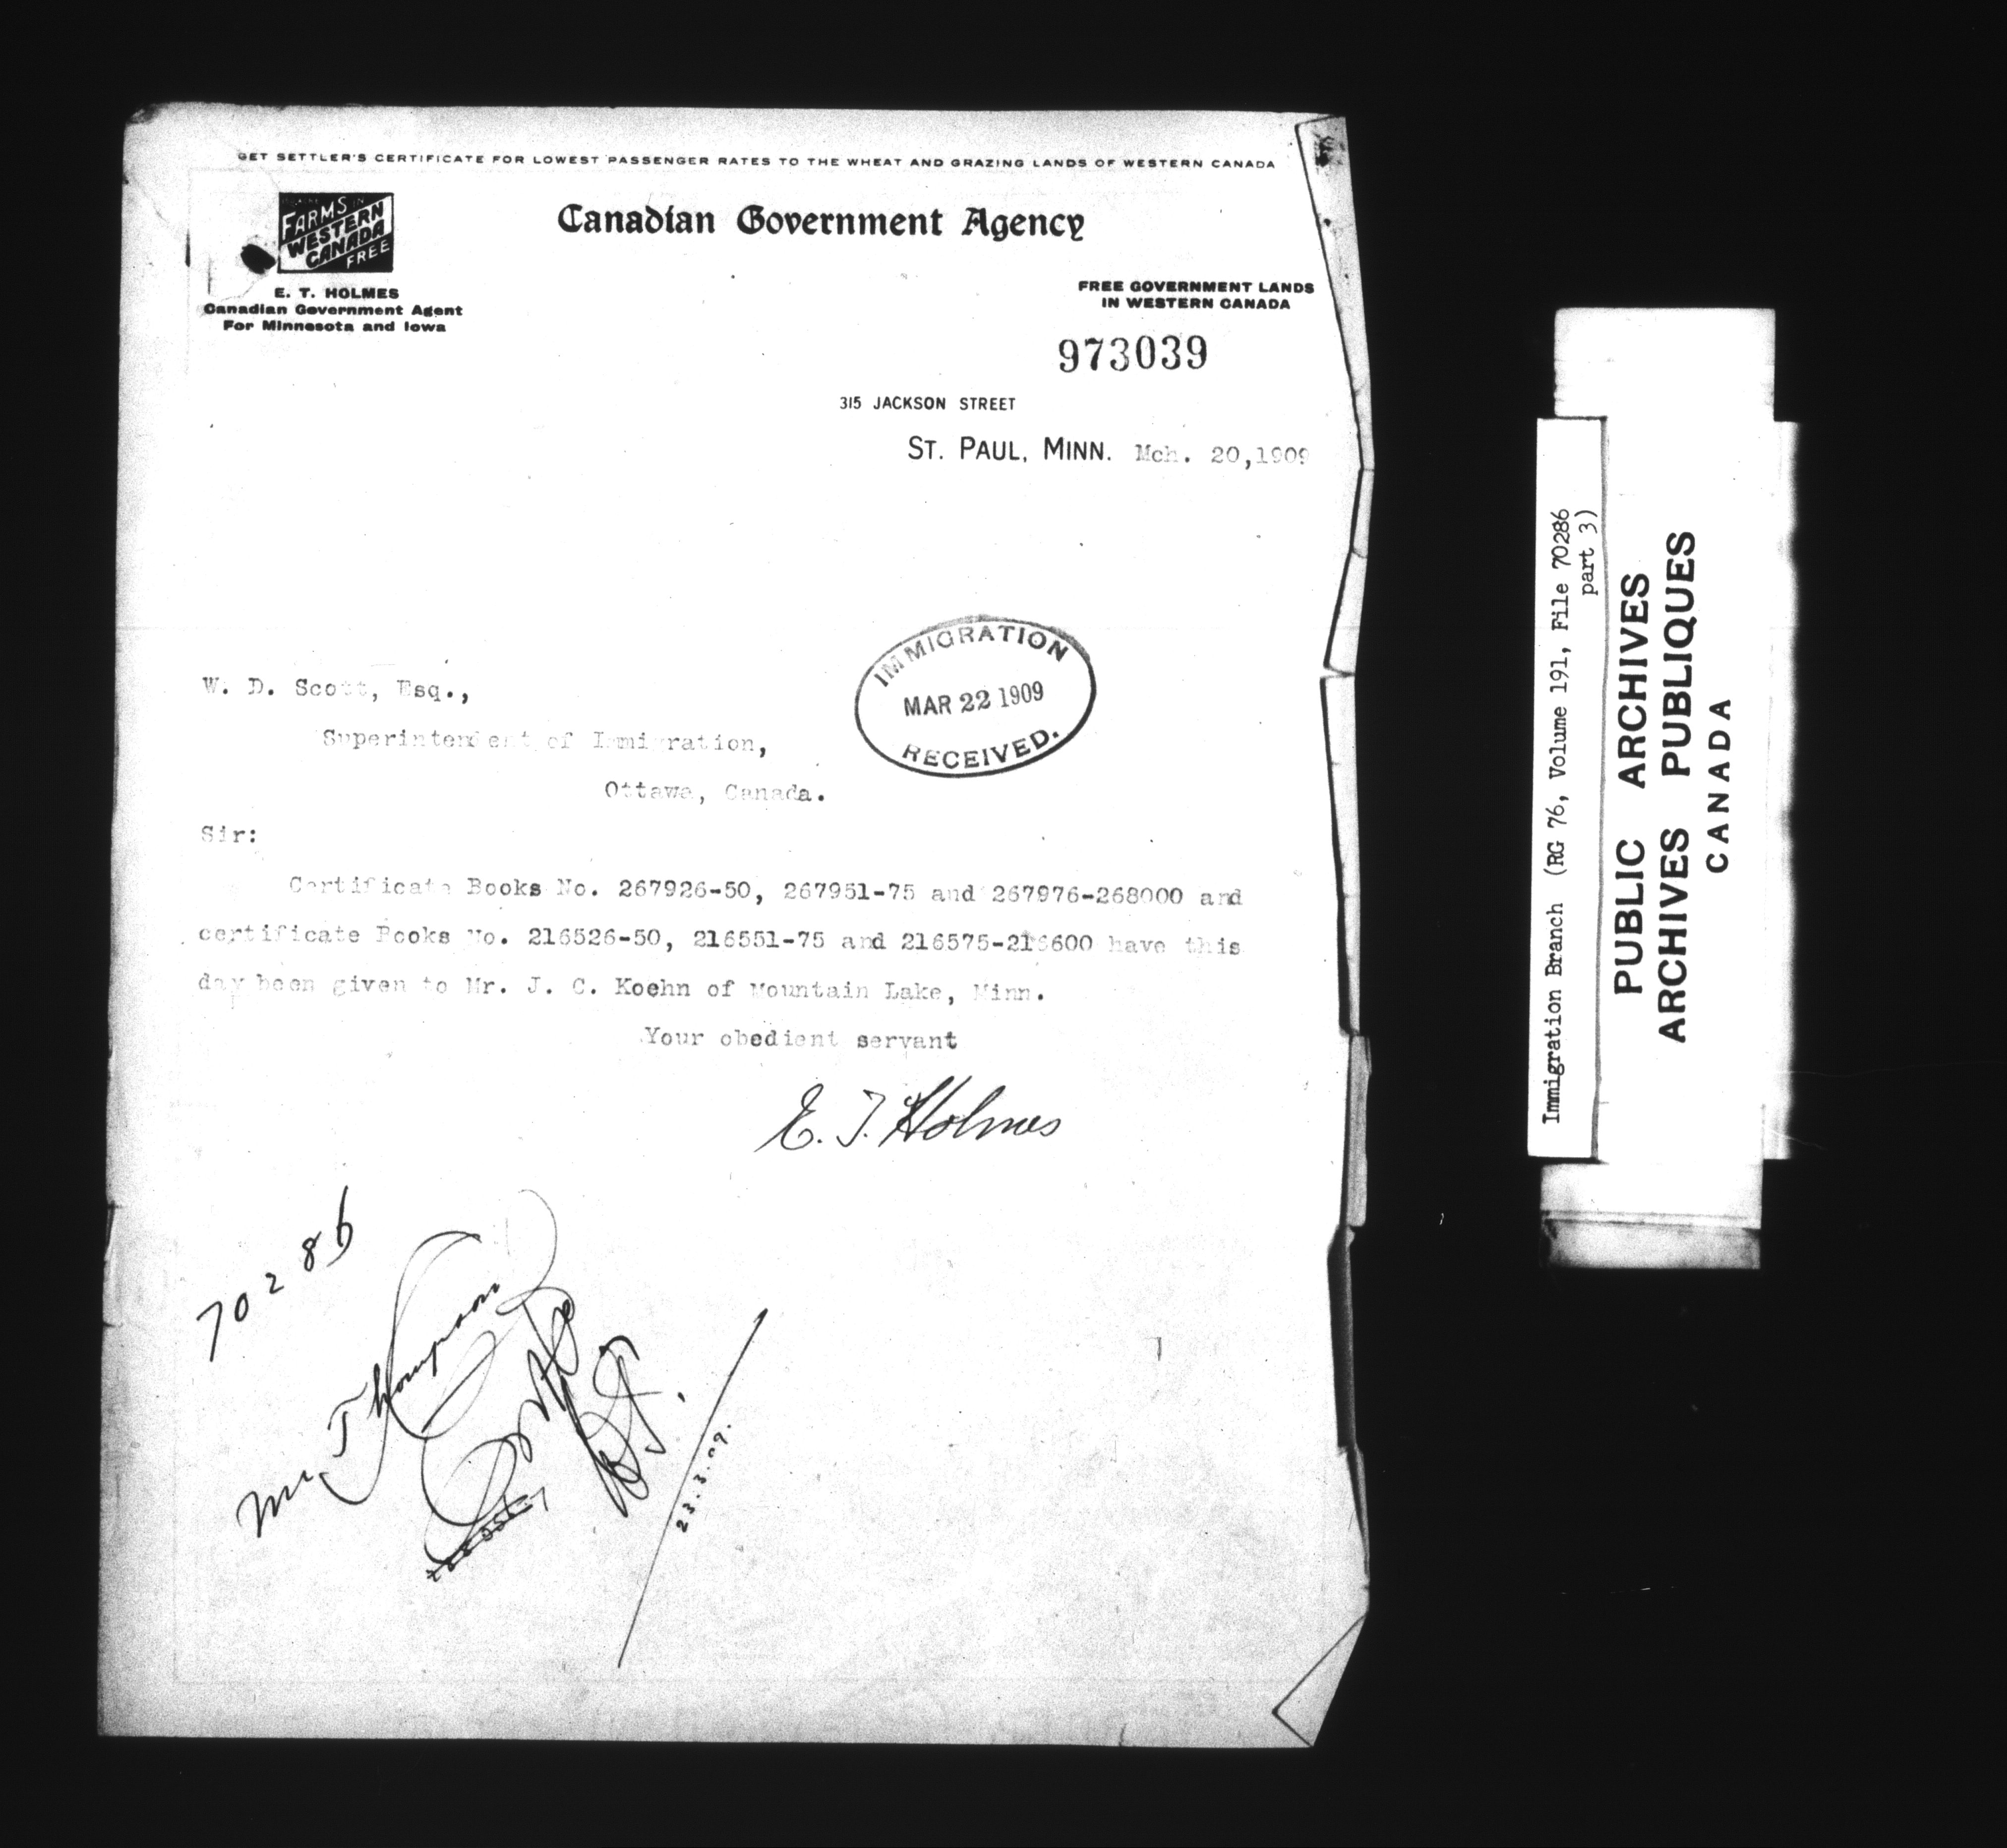 GET SETTLER'S CERTIFICATE FOR LOWEST PASSENGER RATES TO THE WHEAT AND GRAZING LANDS OF WESTERN CANADA
FARMS IN
WESTERN
CANADA
FREE
Canadian Government Agency
E. T. HOLMES
Canadian Government Agent
For Minnesota and Iowa
FREE GOVERNMENT LANDS
IN WESTERN CANADA
973039
315 JACKSON STREET
ST. PAUL, MINN. Mch. 20,1909
IMMIGRATION
MAR 22 1909
RECEIVED.
W. D. Scott, Esq.,
Superintendent of Immigration,
Ottawa, Canada.
Sir:
Certificate Books No. 267926-50, 267951-75 and 267976-268000 and
certificate Books No. 216526-50, 216551-75 and 216575-216600 have this
day been given to Mr. J. C. Koehn of Mountain Lake, Minn.
Your obedient servant
E. T. Holmes
70286
Mr Thompson
23.3.09.
Immigration Branch (RG 76, Volume 191, File 70286
part 3)
PUBLIC ARCHIVES
ARCHIVES PUBLIQUES
CANADA